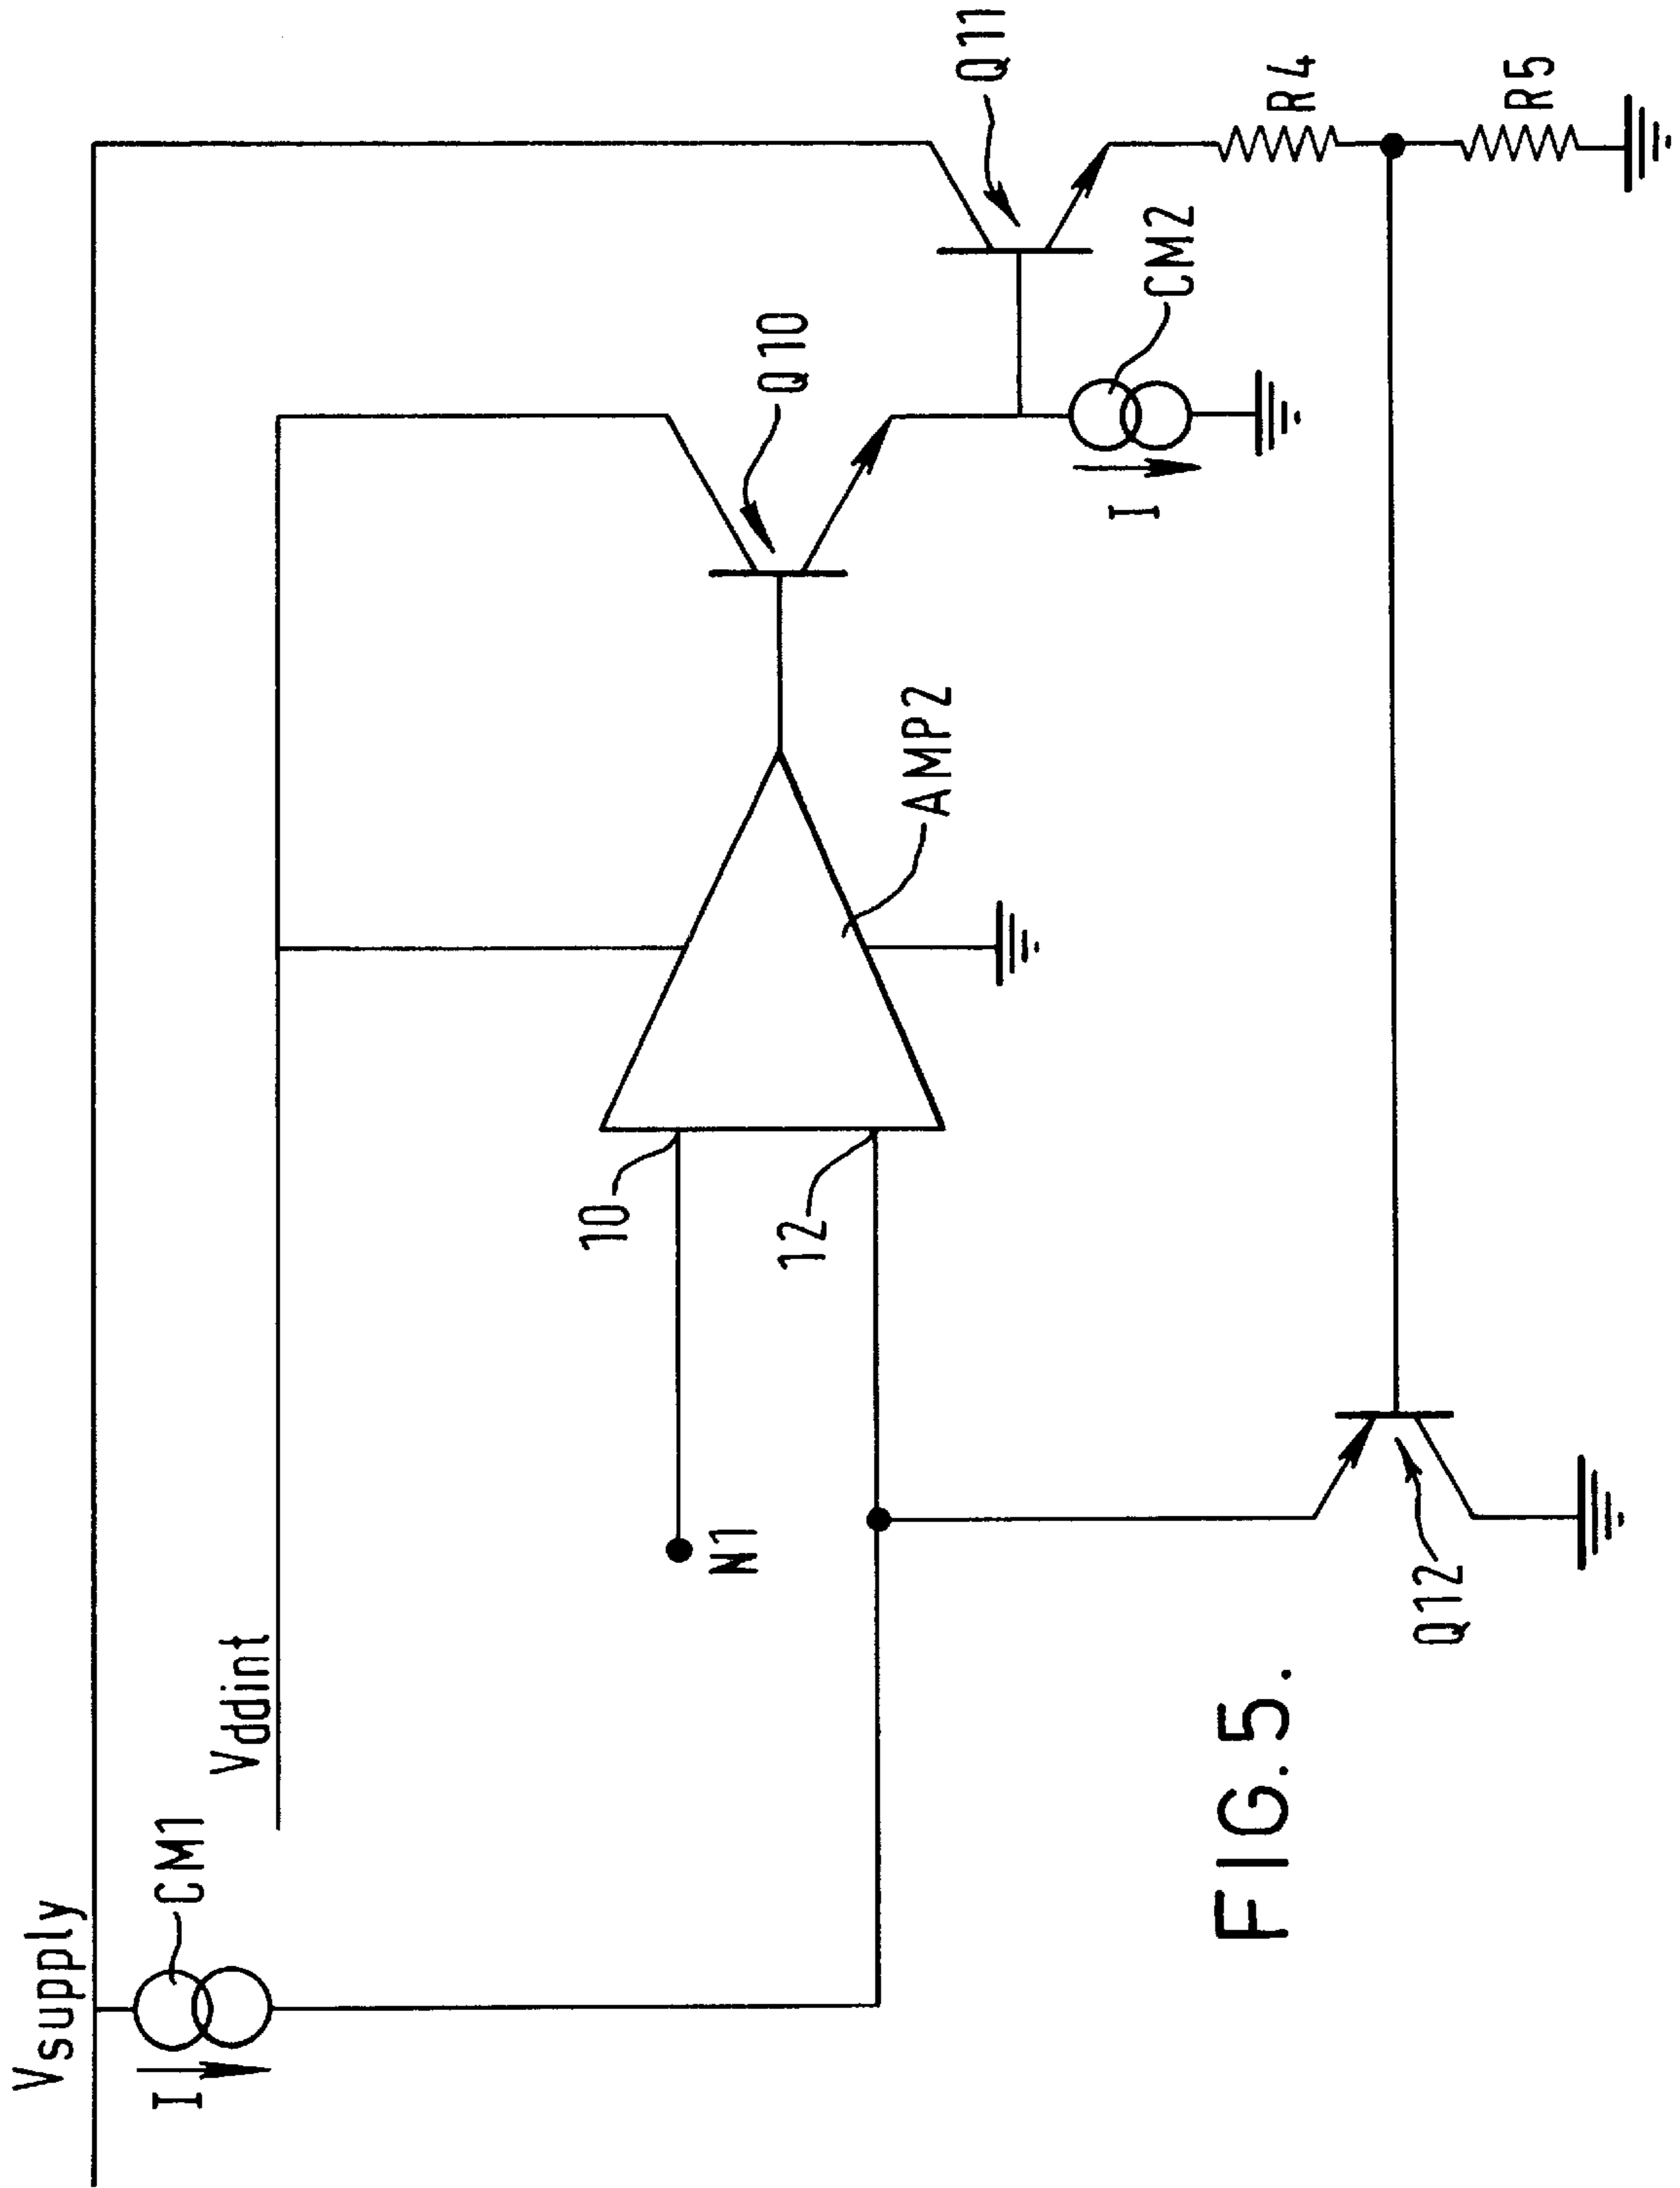 Vsupply
I
CM1
Vddint
N1
10
12
AMP2
Q10
Q11
I
CM2
R4
R5
Q12
FIG. 5.